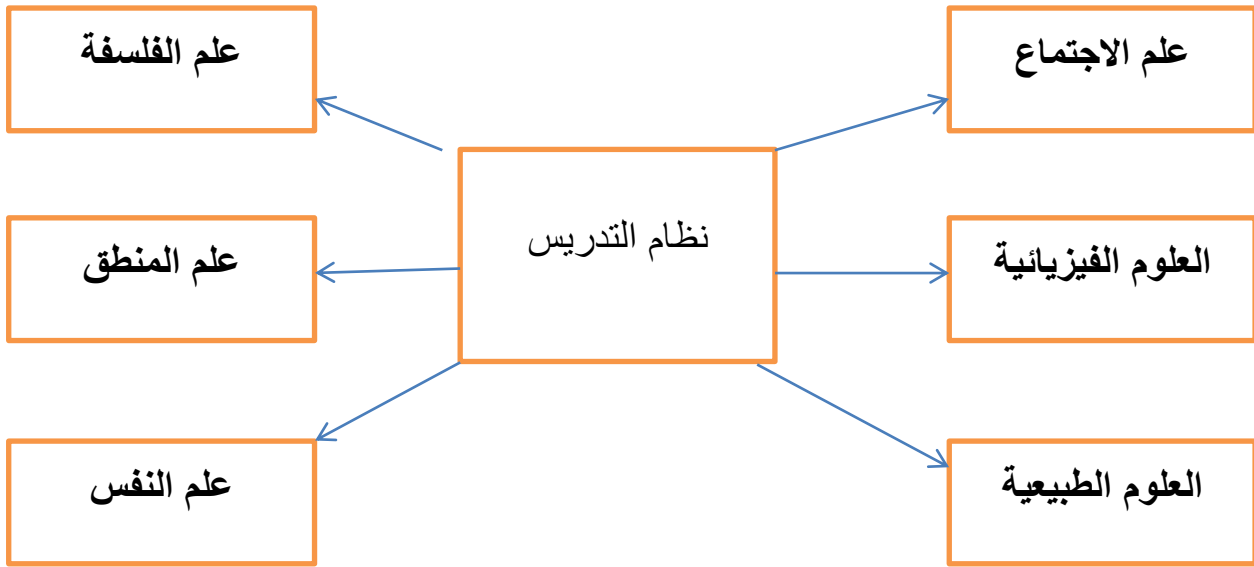 علم الاجتماع
علم الفلسفة
نظام التدريس
العلوم الفيزيائية
علم المنطق
العلوم الطبيعية
علم النفس